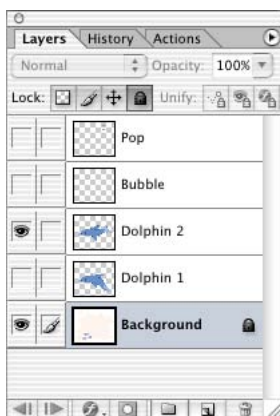 Layers History Actions
Normal Opacity: 100%
Lock: Unify:
Pop
Bubble
Dolphin 2
Dolphin 1
Background